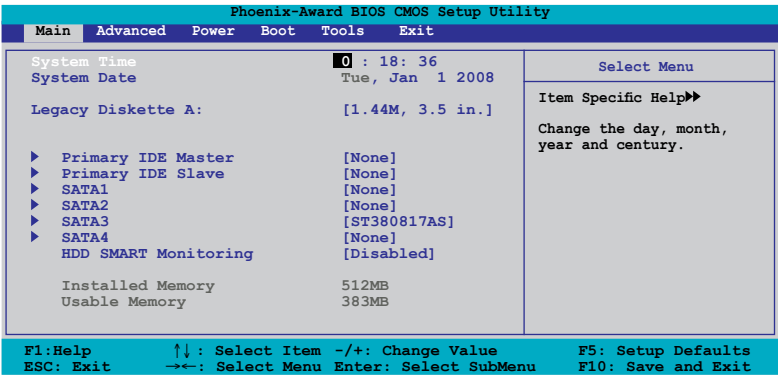 Phoenix-Award BIOS CMOS Setup Utility
Main Advanced Power Boot Tools Exit
System Time 0 : 18: 36
System Date Tue, Jan 1 2008
Legacy Diskette A: [1.44M, 3.5 in.]
Primary IDE Master [None]
Primary IDE Slave [None]
SATA1 [None]
SATA2 [None]
SATA3 [ST380817AS]
SATA4 [None]
HDD SMART Monitoring [Disabled]
Installed Memory 512MB
Usable Memory 383MB
Select Menu
Item Specific Help
Change the day, month,
year and century.
F1:Help ↑↓: Select Item -/+: Change Value F5: Setup Defaults
ESC: Exit →←: Select Menu Enter: Select SubMenu F10: Save and Exit